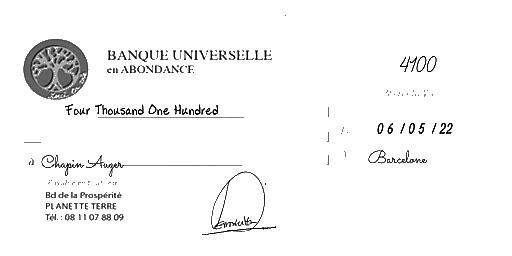 BANQUE UNIVERSELLE
en ABONDANCE
4100
Four Thousand One Hundred
06/05/22
à Chapin Auger
Barcelone
Bd de la Prospérité
PLANETTE TERRE
Tél. : 08 11 07 88 09